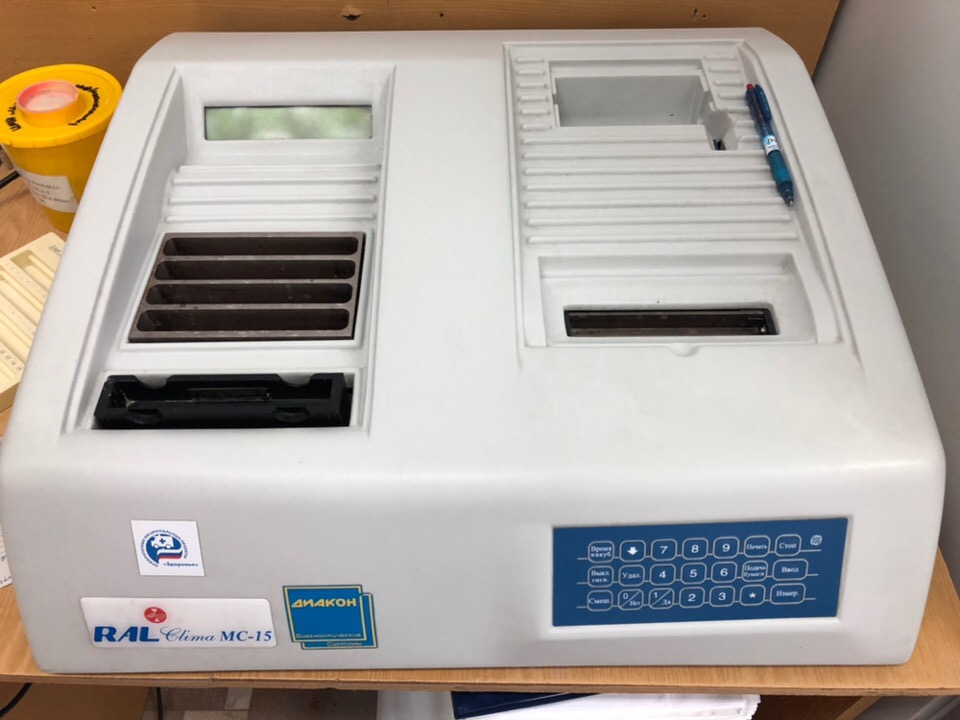 «Здоровье»
RAL Clima MC-15
ДИАКОН
Диагностические
Системы
Время инкуб.
7
8
9
Печать
Стоп
Выкл сигн.
Удал.
4
5
6
Подача бумаги
Ввод
Смеш.
0/Нет
1/Да
2
3
*
Измер.